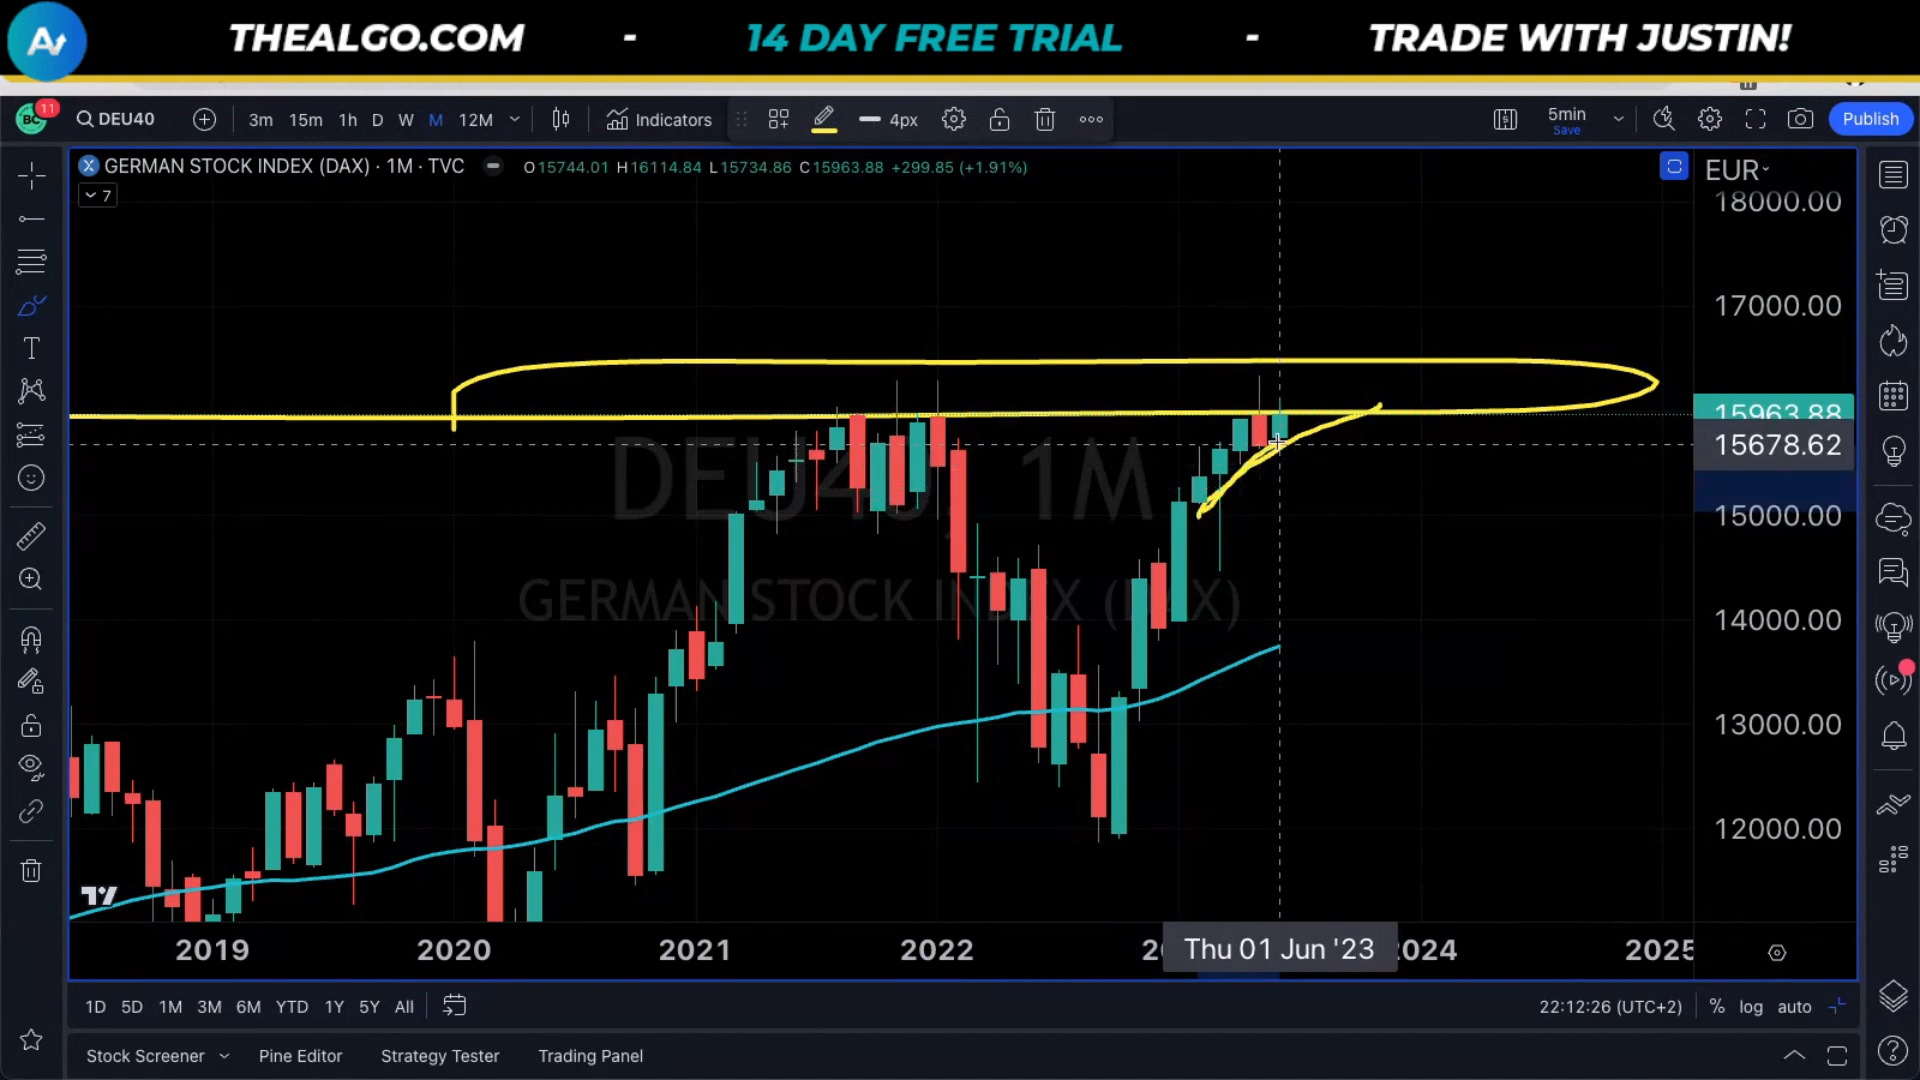 THEALGO.COM - 14 DAY FREE TRIAL - TRADE WITH JUSTIN!
BC 11 DEU40 3m 15m 1h D W M 12M Indicators 4px 5min Save Publish
GERMAN STOCK INDEX (DAX) · 1M · TVC O15744.01 H16114.84 L15734.86 C15963.88 +299.85 (+1.91%) EUR
7
18000.00
17000.00
15963.88
15678.62
DEU40, 1M
15000.00
GERMAN STOCK INDEX (DAX)
14000.00
13000.00
12000.00
2019 2020 2021 2022 Thu 01 Jun '23 2024 2025
1D 5D 1M 3M 6M YTD 1Y 5Y All 22:12:26 (UTC+2) % log auto
Stock Screener Pine Editor Strategy Tester Trading Panel